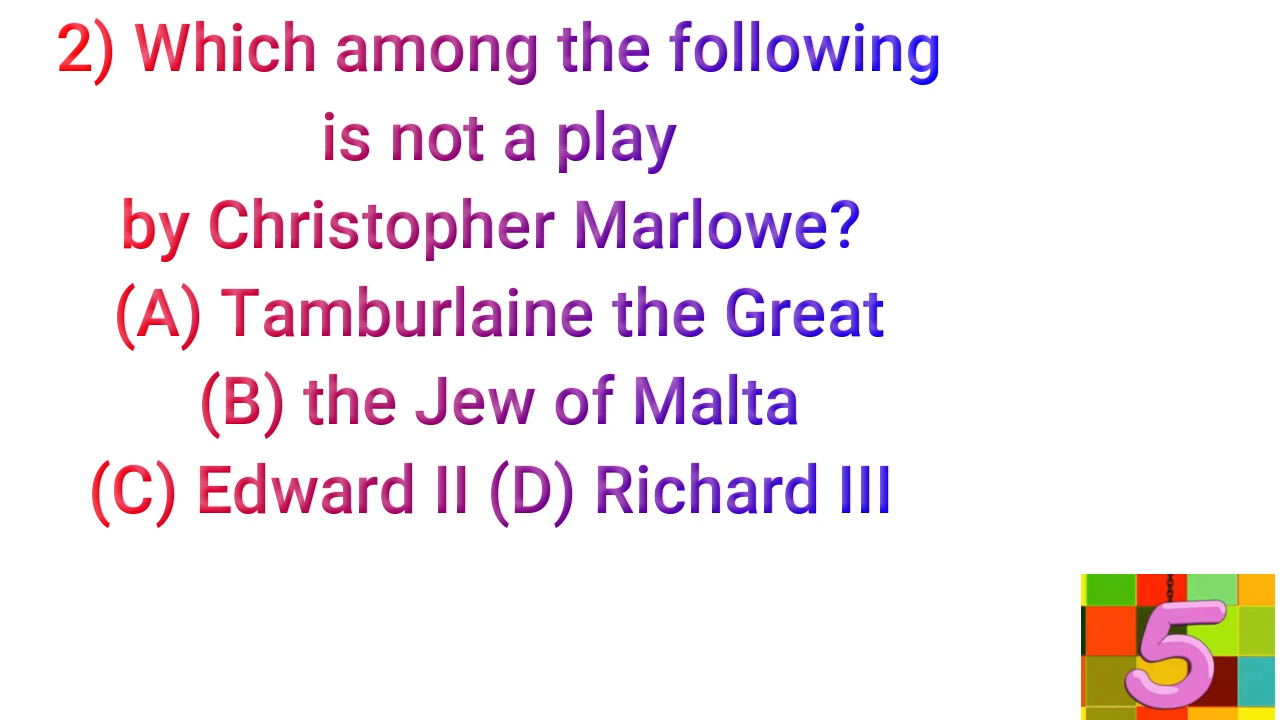 2) Which among the following
is not a play
by Christopher Marlowe?
(A) Tamburlaine the Great
(B) the Jew of Malta
(C) Edward II (D) Richard III
5